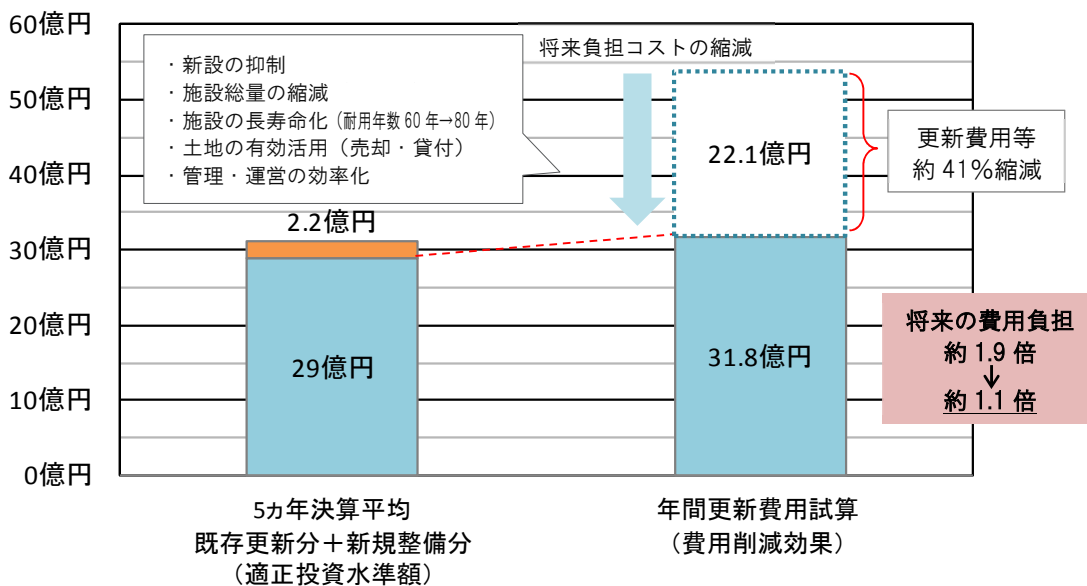 60億円
50億円
40億円
30億円
20億円
10億円
0億円
・新設の抑制
・施設総量の縮減
・施設の長寿命化（耐用年数 60 年→80 年）
・土地の有効活用（売却・貸付）
・管理・運営の効率化
将来負担コストの縮減
22.1億円
更新費用等
約 41％縮減
2.2億円
29億円
31.8億円
将来の費用負担
約 1.9 倍
↓
約 1.1 倍
5ヵ年決算平均
既存更新分＋新規整備分
（適正投資水準額）
年間更新費用試算
（費用削減効果）